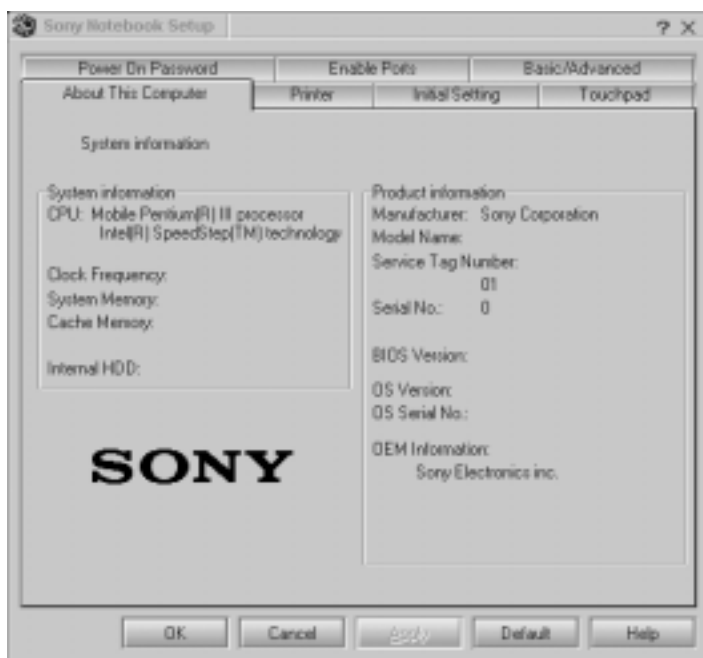 Sony Notebook Setup
Power On Password Enable Ports Basic/Advanced
About This Computer Printer Initial Setting Touchpad
System information
System information
CPU: Mobile Pentium(R) III processor
Intel(R) SpeedStep(TM) technology
Clock Frequency:
System Memory:
Cache Memory:
Internal HDD:
Product information
Manufacturer: Sony Corporation
Model Name:
Service Tag Number:
01
Serial No.: 0
BIOS Version:
OS Version:
OS Serial No.:
OEM Information:
Sony Electronics inc.
SONY
OK Cancel Apply Default Help